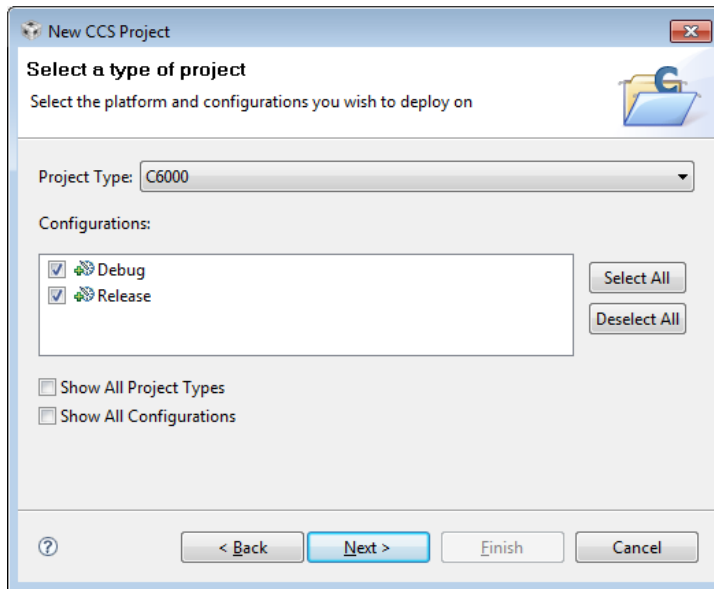 New CCS Project
Select a type of project
Select the platform and configurations you wish to deploy on
Project Type: C6000
Configurations:
Debug
Release
Select All
Deselect All
Show All Project Types
Show All Configurations
< Back Next > Finish Cancel